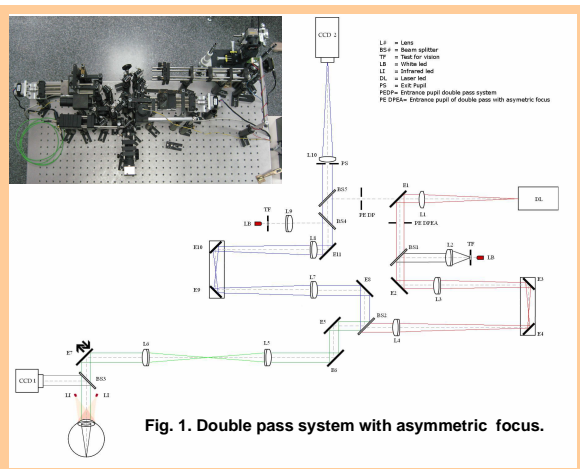 CCD 2
L# = Lens
BS# = Beam splitter
TF = Test for vision
LB = White led
LI = Infrared led
DL = Laser led
PS = Exit Pupil
PEDP= Entrance pupil double pass system
PE DPEA= Entrance pupil of double pass with asymetric focus
L10
PS
BS5
PE DP
E1
L1
DL
TF
L9
LB
BS4
PE DPEA
E10
L8
E11
BS1
L2
TF
LB
E9
L7
E8
E2
L3
E3
BS2
E5
L4
E4
E7
L6
L5
E6
CCD 1
BS3
LI
LI
Fig. 1. Double pass system with asymmetric focus.